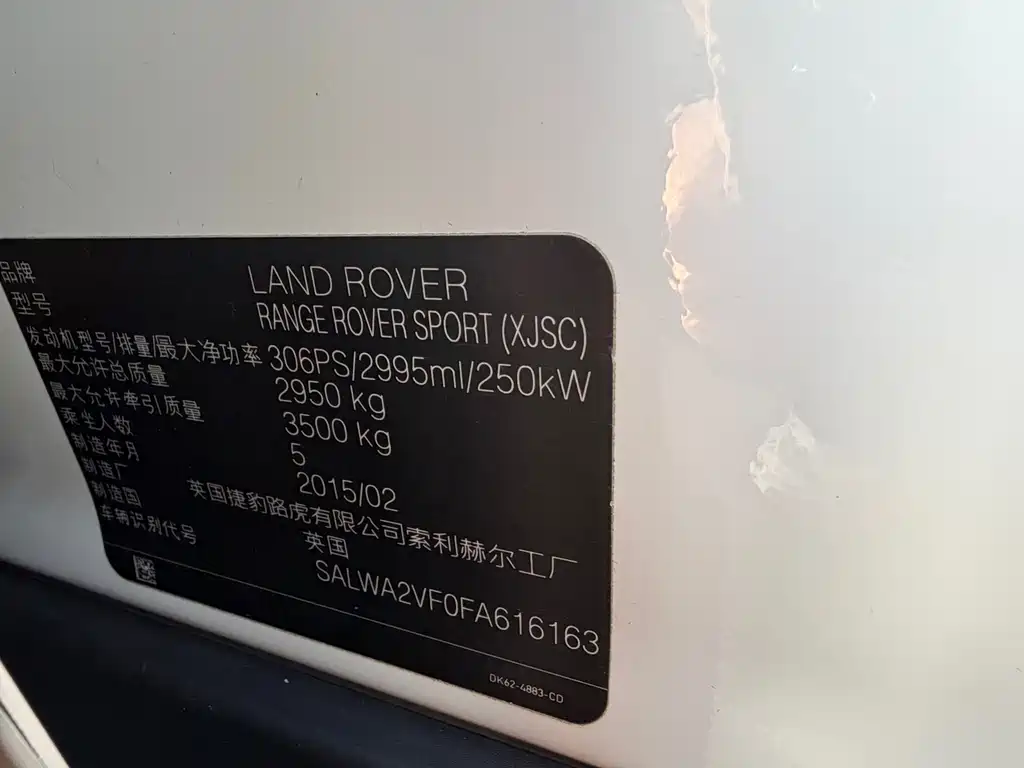 品牌 LAND ROVER
型号 RANGE ROVER SPORT (XJSC)
发动机型号/排量/最大净功率 306PS/2995ml/250kW
最大允许总质量 2950 kg
最大允许牵引质量 3500 kg
乘坐人数 5
制造年月 2015/02
制造厂 英国捷豹路虎有限公司索利赫尔工厂
制造国 英国
车辆识别代号 SALWA2VF0FA616163
DK62-4883-CD